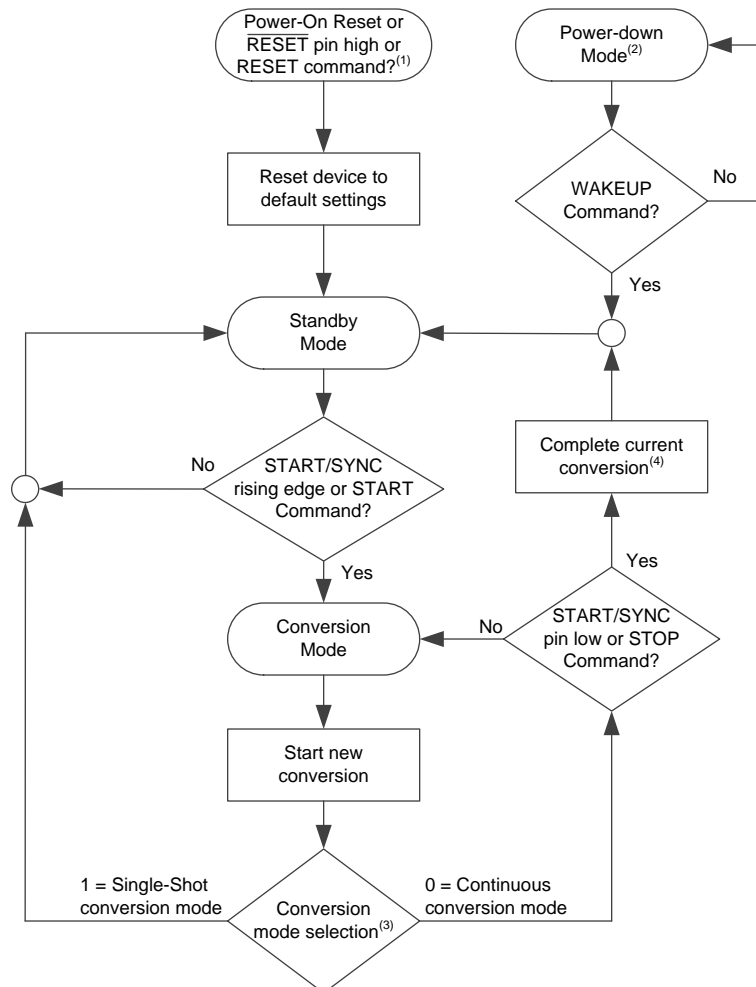 Power-On Reset or
RESET pin high or
RESET command?(1)
Power-down
Mode(2)
Reset device to
default settings
WAKEUP
Command?
No
Yes
Standby
Mode
Complete current
conversion(4)
No
START/SYNC
rising edge or START
Command?
Yes
Yes
Conversion
Mode
No
START/SYNC
pin low or STOP
Command?
Start new
conversion
1 = Single-Shot
conversion mode
0 = Continuous
conversion mode
Conversion
mode selection(3)